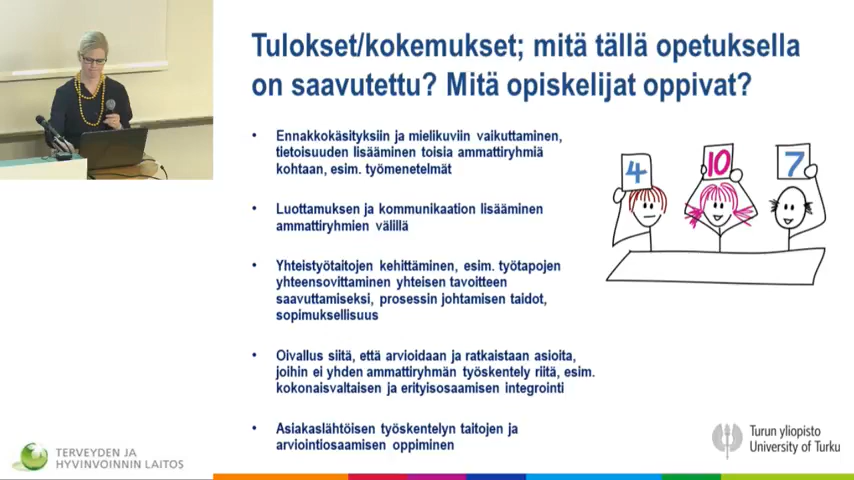 Tulokset/kokemukset; mitä tällä opetuksella
on saavutettu? Mitä opiskelijat oppivat?
• Ennakkokäsityksiin ja mielikuviin vaikuttaminen,
tietoisuuden lisääminen toisia ammattiryhmiä
kohtaan, esim. työmenetelmät
• Luottamuksen ja kommunikaation lisääminen
ammattiryhmien välillä
• Yhteistyötaitojen kehittäminen, esim. työtapojen
yhteensovittaminen yhteisen tavoitteen
saavuttamiseksi, prosessin johtamisen taidot,
sopimuksellisuus
• Oivallus siitä, että arvioidaan ja ratkaistaan asioita,
joihin ei yhden ammattiryhmän työskentely riitä, esim.
kokonaisvaltaisen ja erityisosaamisen integrointi
• Asiakaslähtöisen työskentelyn taitojen ja
arviointiosaamisen oppiminen
4 10 7
TERVEYDEN JA
HYVINVOINNIN LAITOS
Turun yliopisto
University of Turku